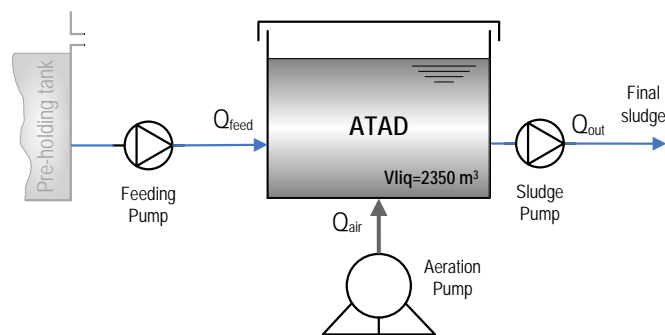 Pre-holding tank
Feeding
Pump
Qfeed
ATAD
Vliq=2350 m³
Qair
Aeration
Pump
Qout
Sludge
Pump
Final
sludge